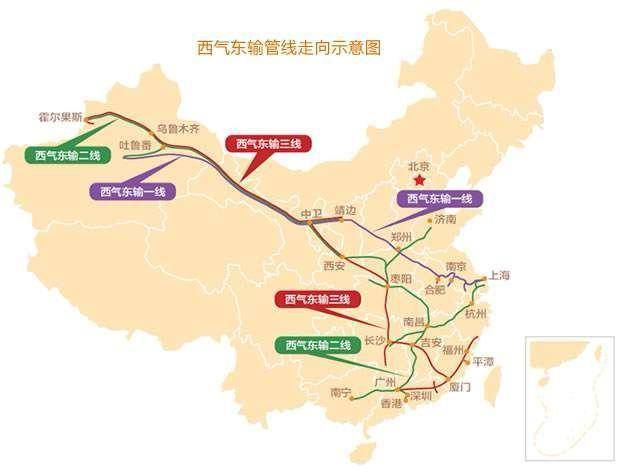 西气东输管线走向示意图
霍尔果斯
乌鲁木齐
吐鲁番
西气东输三线
西气东输二线
北京
西气东输一线
西气东输一线
中卫
靖边
济南
郑州
西安
上海
南京
合肥
枣阳
西气东输三线
杭州
南昌
长沙
吉安
西气东输二线
福州
平潭
广州
厦门
南宁
深圳
香港